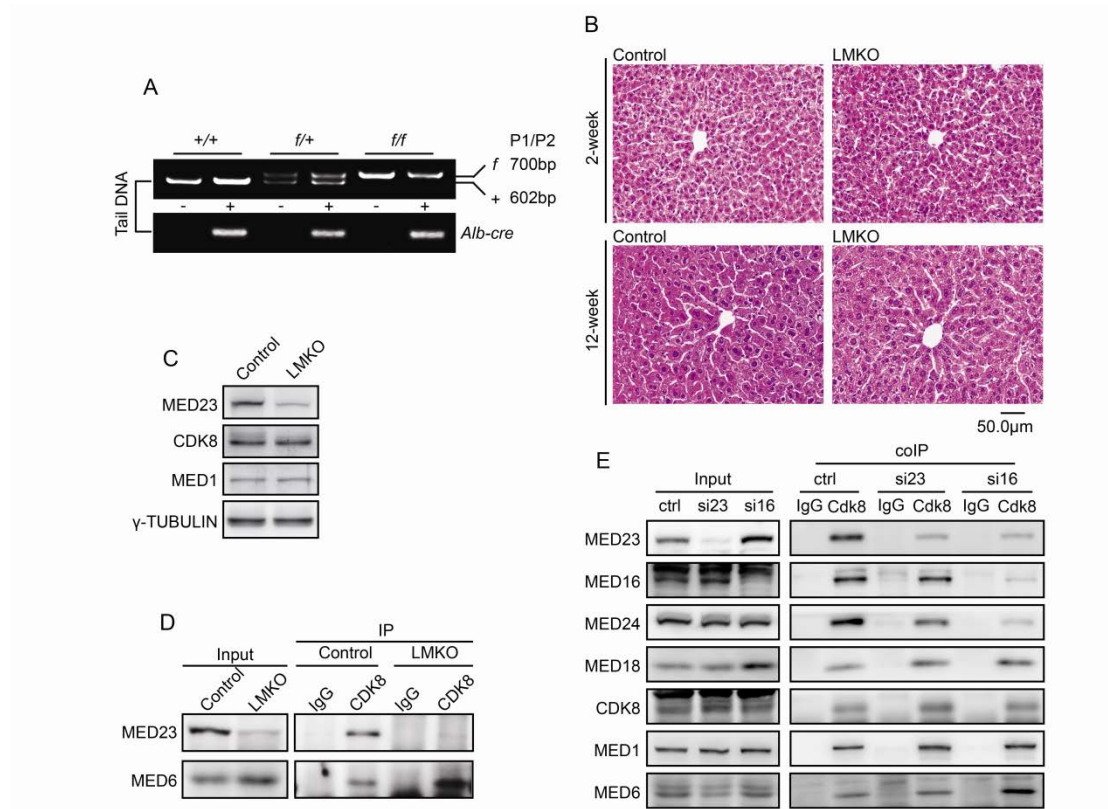 A
+/+ f/+ f/f P1/P2
f 700bp
+ 602bp
- + - + - +
Tail DNA
Alb-cre
B
Control LMKO
2-week
Control LMKO
12-week
50.0μm
C
Control LMKO
MED23
CDK8
MED1
γ-TUBULIN
D
IP
Input Control LMKO
Control LMKO IgG CDK8 IgG CDK8
MED23
MED6
E
coIP
Input ctrl si23 si16
ctrl si23 si16 IgG Cdk8 IgG Cdk8 IgG Cdk8
MED23
MED16
MED24
MED18
CDK8
MED1
MED6